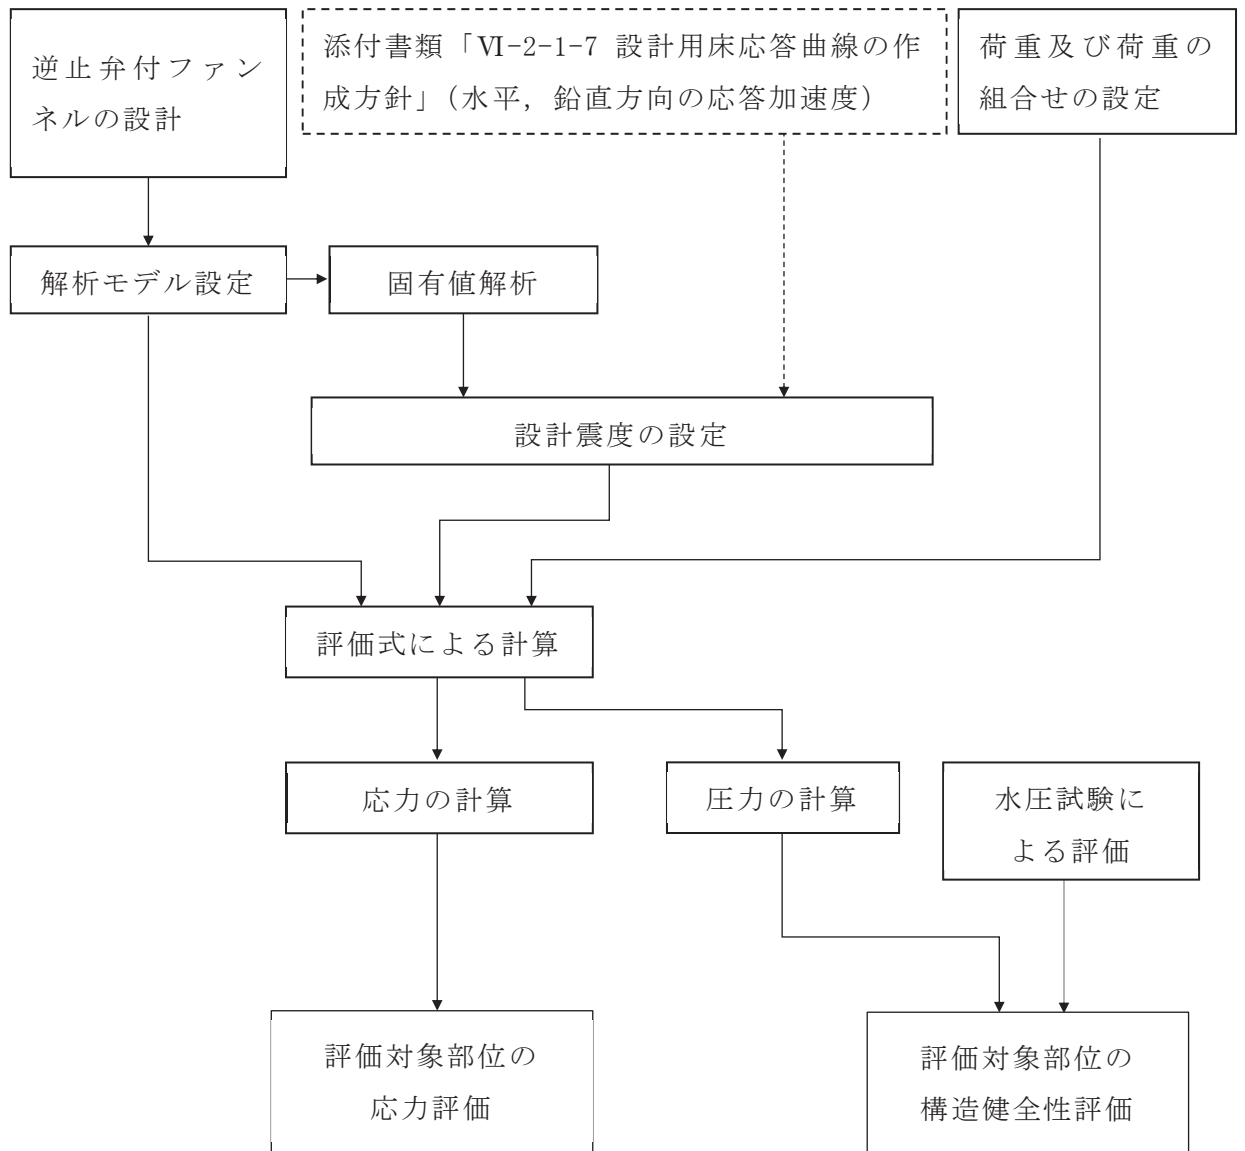 逆止弁付ファン
ネルの設計
添付書類「Ⅵ-2-1-7 設計用床応答曲線の作
成方針」(水平，鉛直方向の応答加速度)
荷重及び荷重の
組合せの設定
解析モデル設定
固有値解析
設計震度の設定
評価式による計算
応力の計算
圧力の計算
水圧試験に
よる評価
評価対象部位の
応力評価
評価対象部位の
構造健全性評価